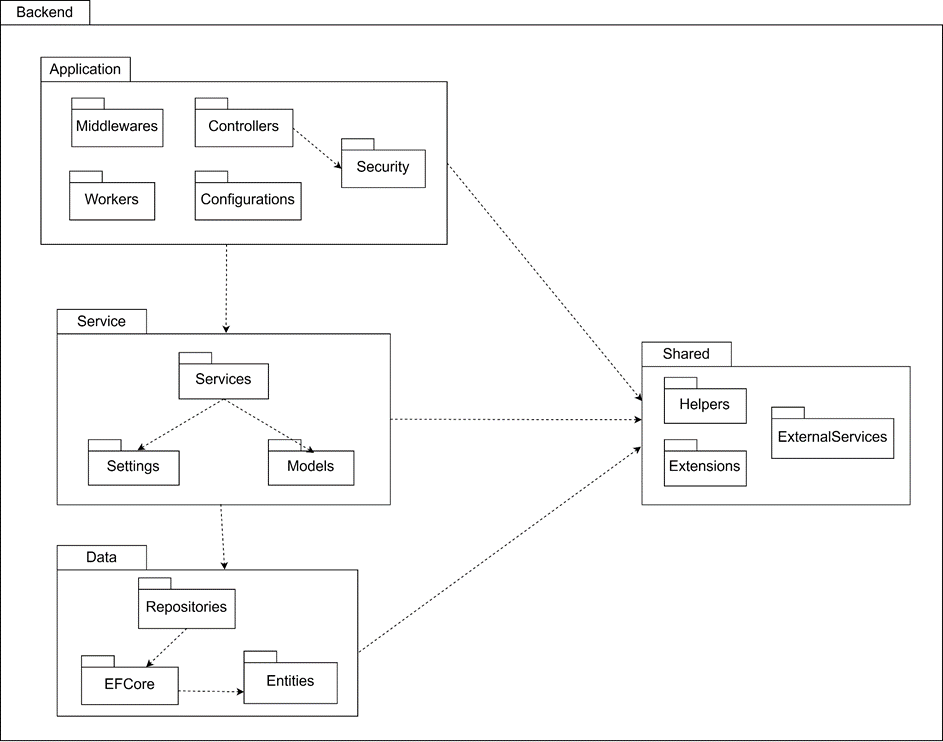 Backend
Application
Middlewares
Controllers
Security
Workers
Configurations
Service
Services
Settings
Models
Shared
Helpers
ExternalServices
Extensions
Data
Repositories
EFCore
Entities